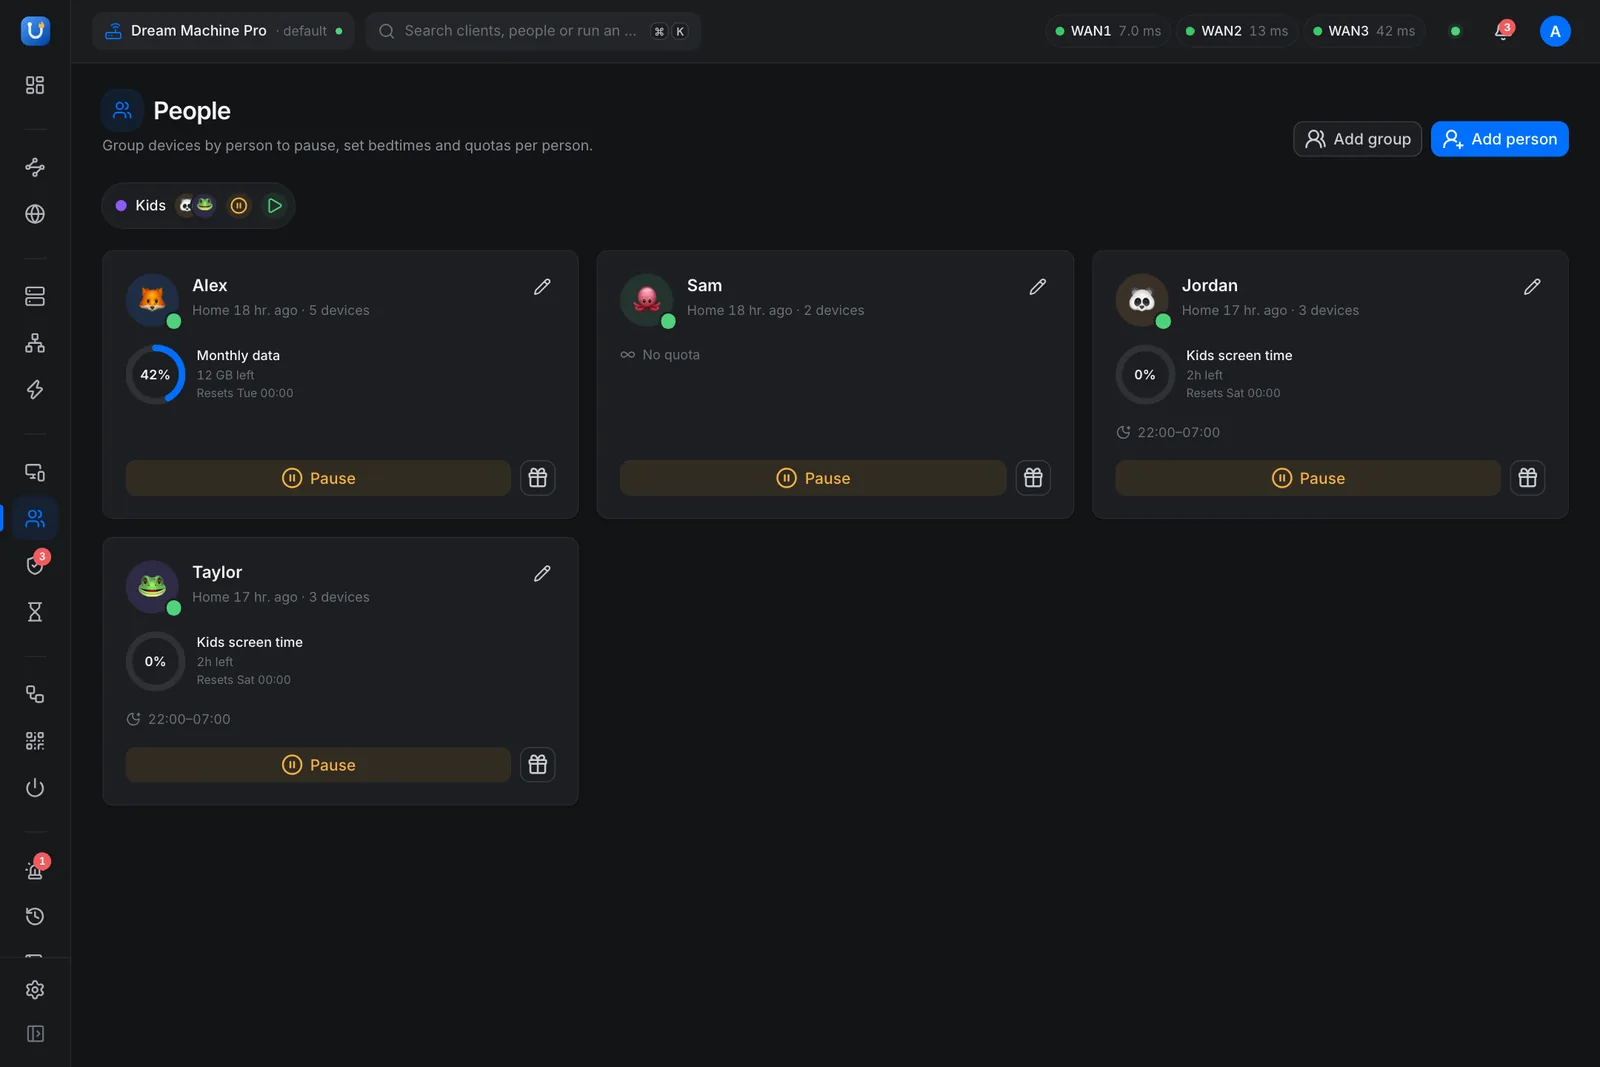 Dream Machine Pro · default
Search clients, people or run an ... ⌘ K
WAN1 7.0 ms
WAN2 13 ms
WAN3 42 ms
3
A
People
Group devices by person to pause, set bedtimes and quotas per person.
Add group
Add person
Kids
Alex
Home 18 hr. ago · 5 devices
42%
Monthly data
12 GB left
Resets Tue 00:00
Pause
Sam
Home 18 hr. ago · 2 devices
∞ No quota
Pause
Jordan
Home 17 hr. ago · 3 devices
0%
Kids screen time
2h left
Resets Sat 00:00
22:00–07:00
Pause
Taylor
Home 17 hr. ago · 3 devices
0%
Kids screen time
2h left
Resets Sat 00:00
22:00–07:00
Pause
3
1